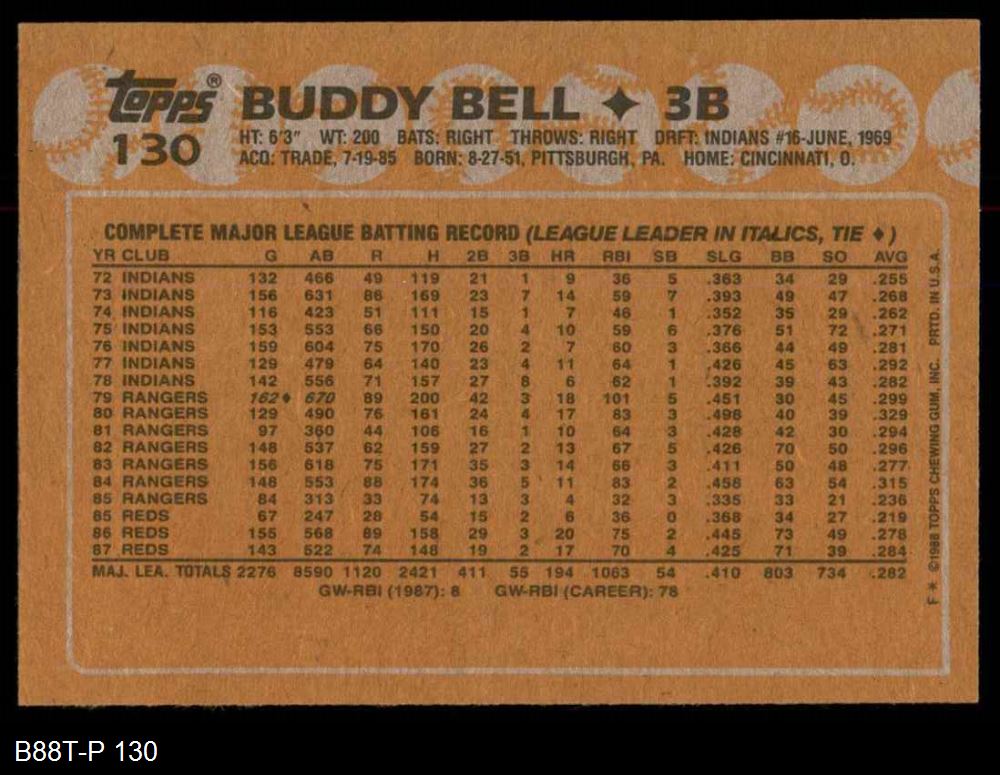 Topps®
BUDDY BELL ✦ 3B
130
HT: 6'3" WT: 200 BATS: RIGHT THROWS: RIGHT DRFT: INDIANS #16-JUNE, 1969
ACQ: TRADE, 7-19-85 BORN: 8-27-51, PITTSBURGH, PA. HOME: CINCINNATI, O.
COMPLETE MAJOR LEAGUE BATTING RECORD (LEAGUE LEADER IN ITALICS, TIE ♦)
YR CLUB G AB R H 2B 3B HR RBI SB SLG BB SO AVG
72 INDIANS 132 466 49 119 21 1 9 36 5 .363 34 29 .255
73 INDIANS 156 631 86 169 23 7 14 59 7 .393 49 47 .268
74 INDIANS 116 423 51 111 15 1 7 46 1 .352 35 29 .262
75 INDIANS 153 553 66 150 20 4 10 59 6 .376 51 72 .271
76 INDIANS 159 604 75 170 26 2 7 60 3 .366 44 49 .281
77 INDIANS 129 479 64 140 23 4 11 64 1 .426 45 63 .292
78 INDIANS 142 556 71 157 27 8 6 62 1 .392 39 43 .282
79 RANGERS 162♦ 670 89 200 42 3 18 101 5 .451 30 45 .299
80 RANGERS 129 490 76 161 24 4 17 83 3 .498 40 39 .329
81 RANGERS 97 360 44 106 16 1 10 64 3 .428 42 30 .294
82 RANGERS 148 537 62 159 27 2 13 67 5 .426 70 50 .296
83 RANGERS 156 618 75 171 35 3 14 66 3 .411 50 48 .277
84 RANGERS 148 553 88 174 36 5 11 83 2 .458 63 54 .315
85 RANGERS 84 313 33 74 13 3 4 32 3 .335 33 21 .236
85 REDS 67 247 28 54 15 2 6 36 0 .368 34 27 .219
86 REDS 155 568 89 158 29 3 20 75 2 .445 73 49 .278
87 REDS 143 522 74 148 19 2 17 70 4 .425 71 39 .284
MAJ. LEA. TOTALS 2276 8590 1120 2421 411 55 194 1063 54 .410 803 734 .282
GW-RBI (1987): 8 GW-RBI (CAREER): 78
F * ©1988 TOPPS CHEWING GUM, INC. PRTD. IN U.S.A.
B88T-P 130